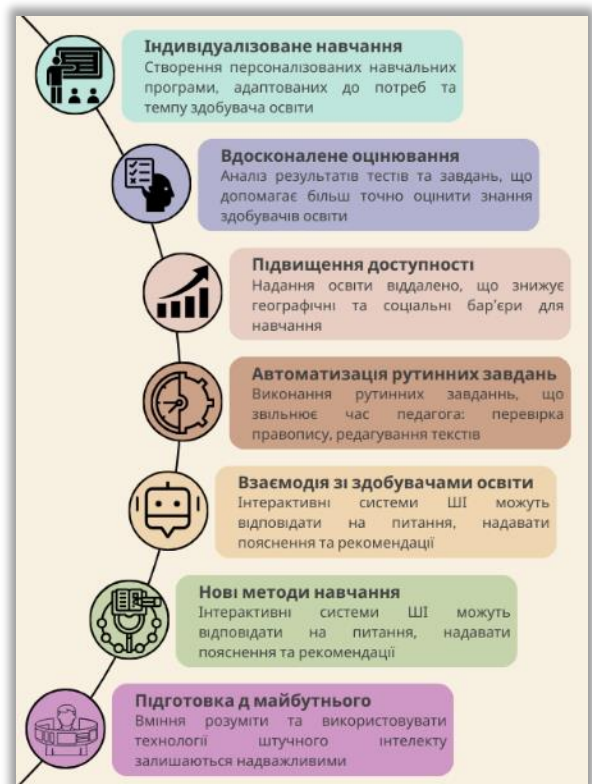 Індивідуалізоване навчання
Створення персоналізованих навчальних
програми, адаптованих до потреб та
темпу здобувача освіти
Вдосконалене оцінювання
Аналіз результатів тестів та завдань, що
допомагає більш точно оцінити знання
здобувачів освіти
Підвищення доступності
Надання освіти віддалено, що знижує
географічні та соціальні бар'єри для
навчання
Автоматизація рутинних завдань
Виконання рутинних завданнь, що
звільнює час педагога: перевірка
правопису, редагування текстів
Взаємодія зі здобувачами освіти
Інтерактивні системи ШІ можуть
відповідати на питання, надавати
пояснення та рекомендації
Нові методи навчання
Інтерактивні системи ШІ можуть
відповідати на питання, надавати
пояснення та рекомендації
Підготовка д майбутнього
Вміння розуміти та використовувати
технології штучного інтелекту
залишаються надважливими